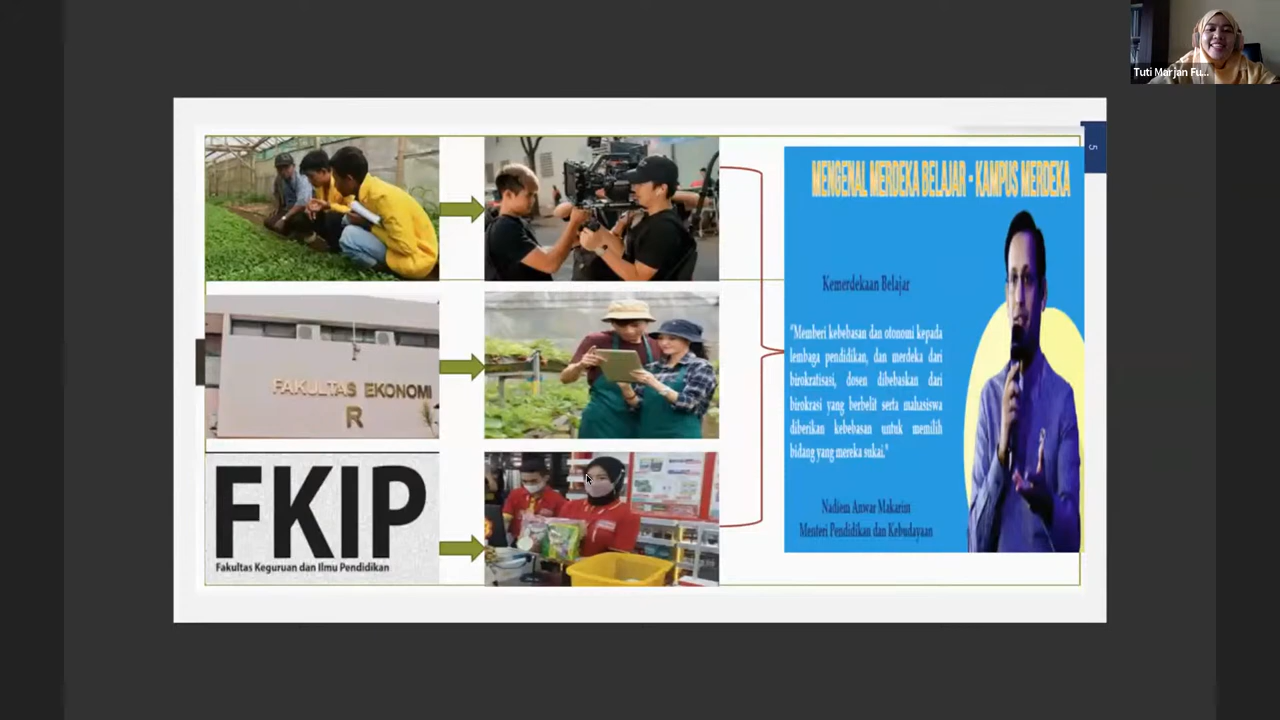 Tuti Marjan Fu...
5
MENGENAL MERDEKA BELAJAR - KAMPUS MERDEKA
Kemerdekaan Belajar
"Memberi kebebasan dan otonomi kepada
lembaga pendidikan, dan merdeka dari
birokratisasi, dosen dibebaskan dari
birokrasi yang berbelit serta mahasiswa
diberikan kebebasan untuk memilih
bidang yang mereka sukai."
Nadiem Anwar Makarim
Menteri Pendidikan dan Kebudayaan
FAKULTAS EKONOMI
R
FKIP
Fakultas Keguruan dan Ilmu Pendidikan